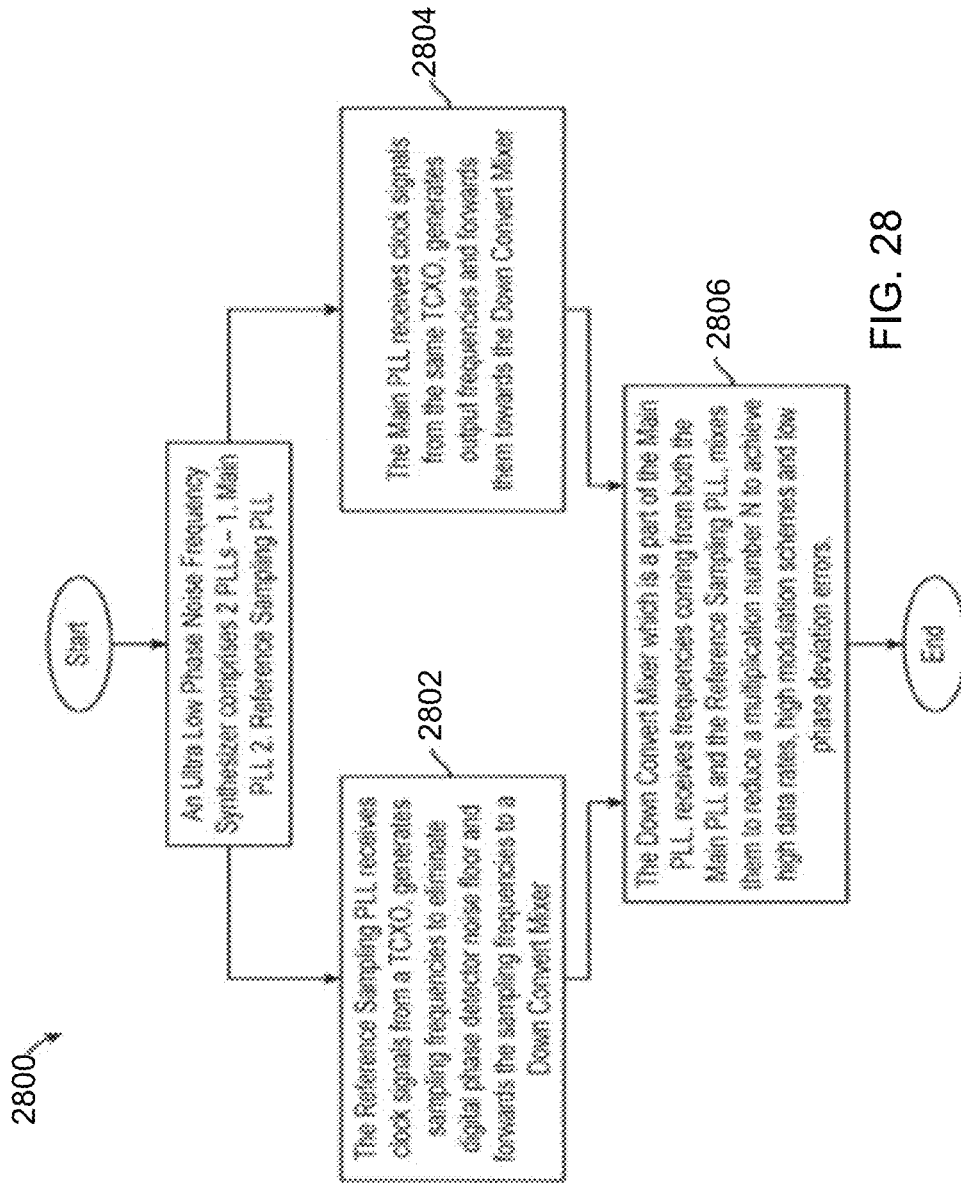 2800
Start
An Ultra Low Phase Noise Frequency
Synthesizer comprises 2 PLLs – 1. Main
PLL 2. Reference Sampling PLL
2802
The Reference Sampling PLL receives
clock signals from a TCXO, generates
sampling frequencies to eliminate
digital phase detector noise floor and
forwards the sampling frequencies to a
Down Convert Mixer
2804
The Main PLL receives clock signals
from the same TCXO, generates
output frequencies and forwards
them towards the Down Convert Mixer
2806
The Down Convert Mixer which is a part of the Main
PLL, receives frequencies coming from both the
Main PLL and the Reference Sampling PLL, mixes
them to reduce a multiplication number N to achieve
high data rates, high modulation schemes and low
phase deviation errors.
End
FIG. 28